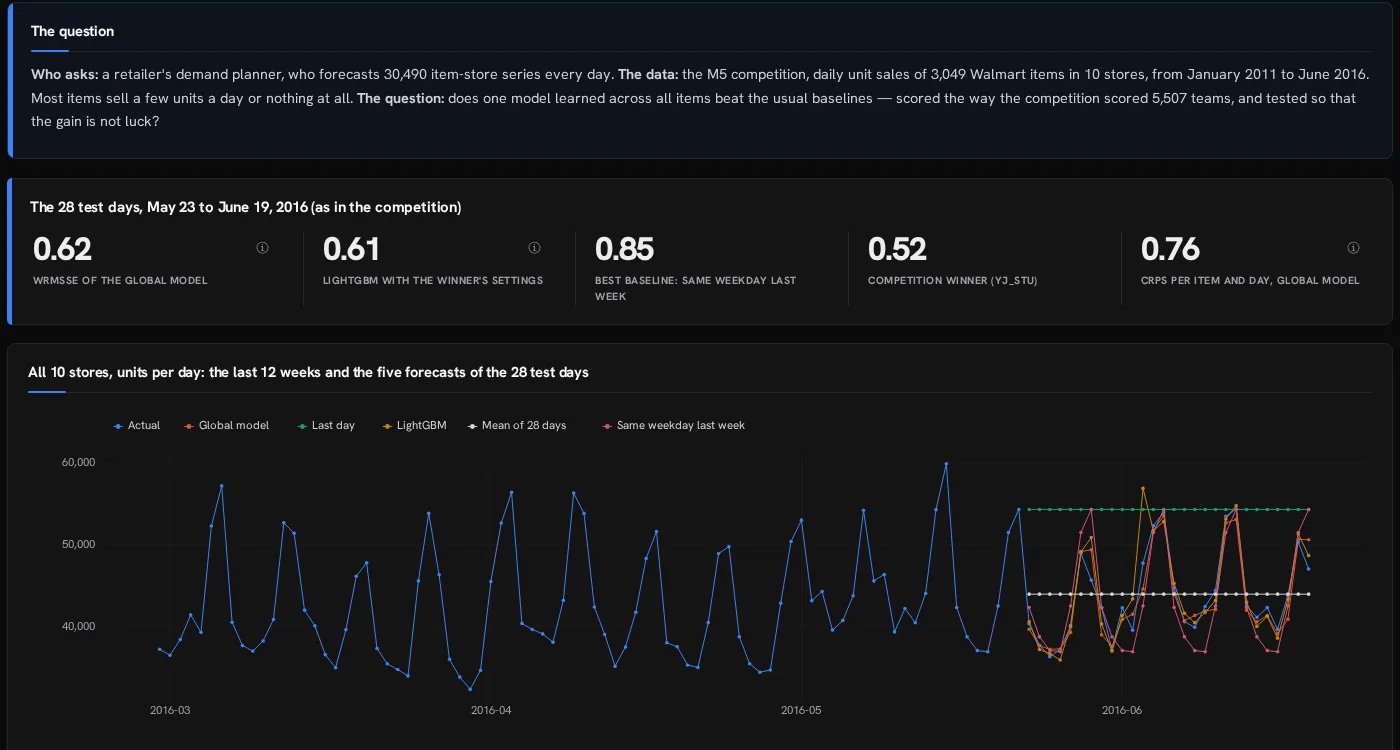 The question
Who asks: a retailer's demand planner, who forecasts 30,490 item-store series every day. The data: the M5 competition, daily unit sales of 3,049 Walmart items in 10 stores, from January 2011 to June 2016.
Most items sell a few units a day or nothing at all. The question: does one model learned across all items beat the usual baselines — scored the way the competition scored 5,507 teams, and tested so that
the gain is not luck?
The 28 test days, May 23 to June 19, 2016 (as in the competition)
0.62
WRMSSE OF THE GLOBAL MODEL
0.61
LIGHTGBM WITH THE WINNER'S SETTINGS
0.85
BEST BASELINE: SAME WEEKDAY LAST
WEEK
0.52
COMPETITION WINNER (YJ_STU)
0.76
CRPS PER ITEM AND DAY, GLOBAL MODEL
All 10 stores, units per day: the last 12 weeks and the five forecasts of the 28 test days
Actual Global model Last day LightGBM Mean of 28 days Same weekday last week
60,000
50,000
40,000
2016-03 2016-04 2016-05 2016-06